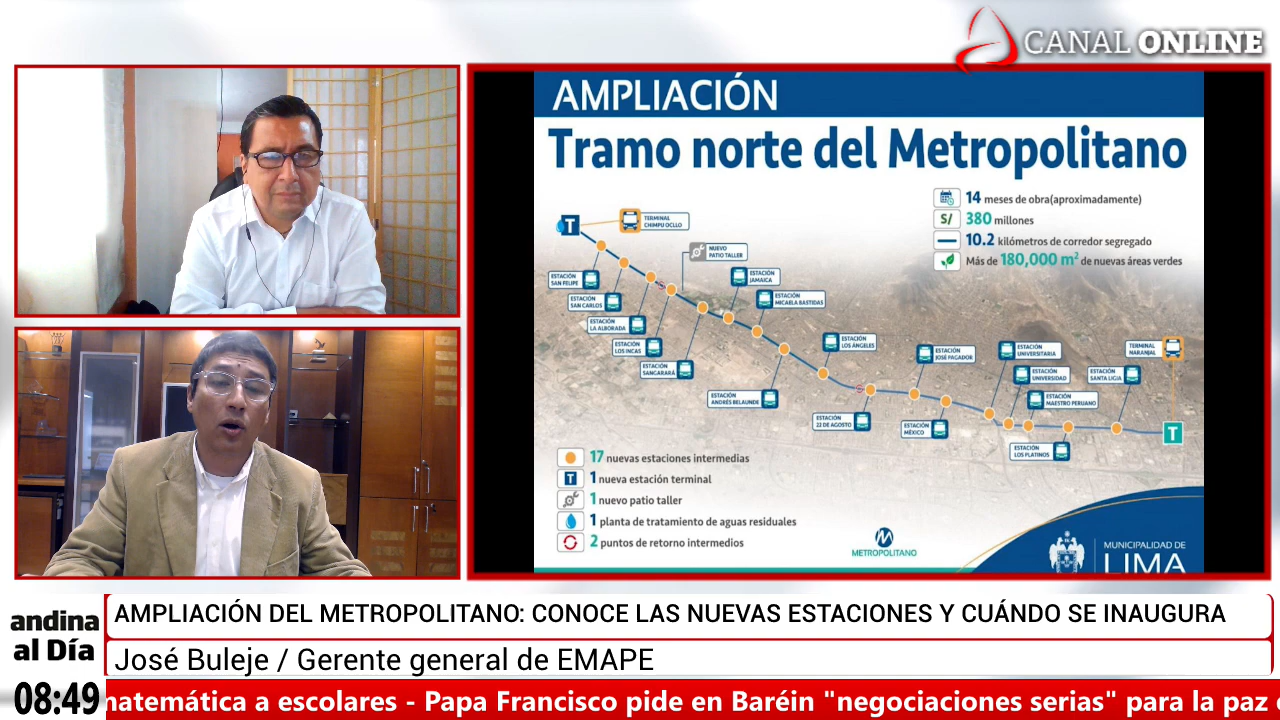 CANAL ONLINE
AMPLIACIÓN
Tramo norte del Metropolitano
14 meses de obra(aproximadamente)
S/ 380 millones
10.2 kilómetros de corredor segregado
Más de 180,000 m² de nuevas áreas verdes
T
TERMINAL
CHIMPU OCLLO
NUEVO
PATIO TALLER
ESTACIÓN
SAN FELIPE
ESTACIÓN
JAMAICA
ESTACIÓN
SAN CARLOS
ESTACIÓN
MICAELA BASTIDAS
ESTACIÓN
LA ALBORADA
ESTACIÓN
LOS INCAS
ESTACIÓN
LOS ÁNGELES
ESTACIÓN
JOSÉ PAGADOR
ESTACIÓN
UNIVERSITARIA
TERMINAL
NARANJAL
ESTACIÓN
SANGARARÁ
ESTACIÓN
UNIVERSIDAD
ESTACIÓN
SANTA LIGIA
ESTACIÓN
ANDRÉS BELAUNDE
ESTACIÓN
MAESTRO PERUANO
ESTACIÓN
22 DE AGOSTO
ESTACIÓN
MÉXICO
T
ESTACIÓN
LOS PLATINOS
17 nuevas estaciones intermedias
T 1 nueva estación terminal
1 nuevo patio taller
1 planta de tratamiento de aguas residuales
2 puntos de retorno intermedios
METROPOLITANO
MUNICIPALIDAD DE
LIMA
andina
al Día
AMPLIACIÓN DEL METROPOLITANO: CONOCE LAS NUEVAS ESTACIONES Y CUÁNDO SE INAUGURA
José Buleje / Gerente general de EMAPE
08:49
matemática a escolares - Papa Francisco pide en Baréin "negociaciones serias" para la paz